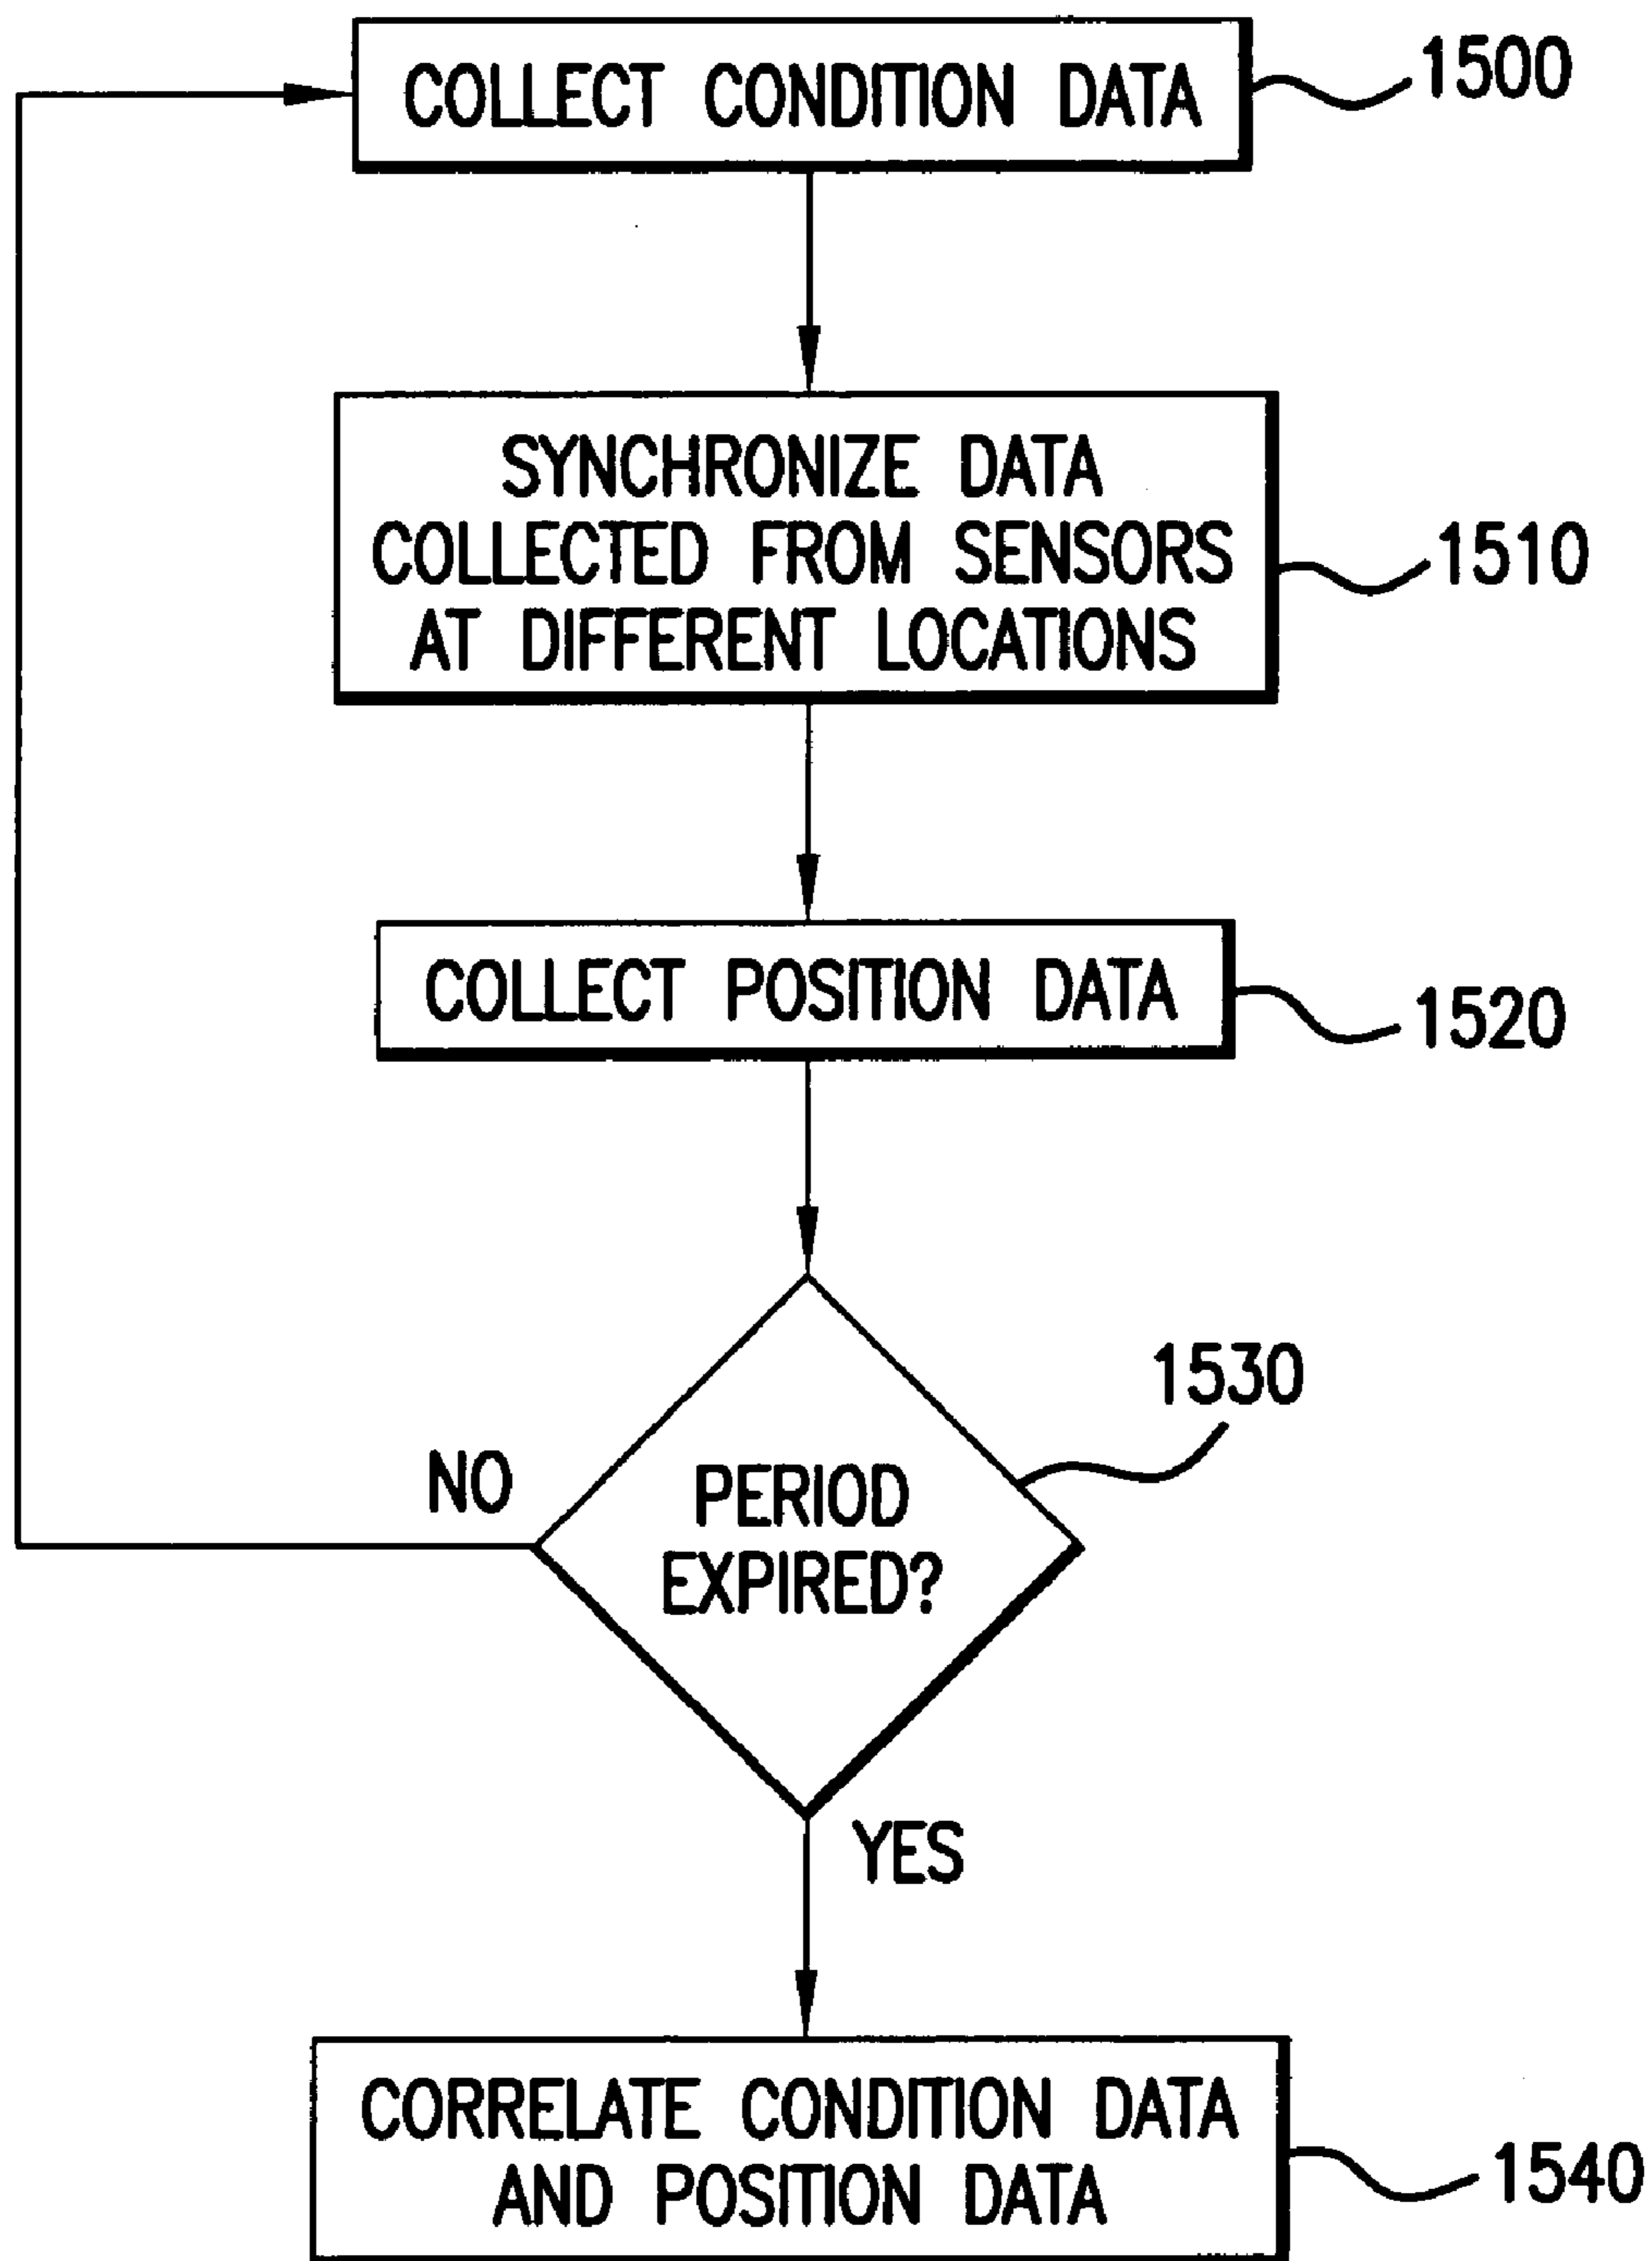 COLLECT CONDITION DATA
1500
SYNCHRONIZE DATA
COLLECTED FROM SENSORS
AT DIFFERENT LOCATIONS
1510
COLLECT POSITION DATA
1520
1530
NO
PERIOD
EXPIRED?
YES
CORRELATE CONDITION DATA
AND POSITION DATA
1540